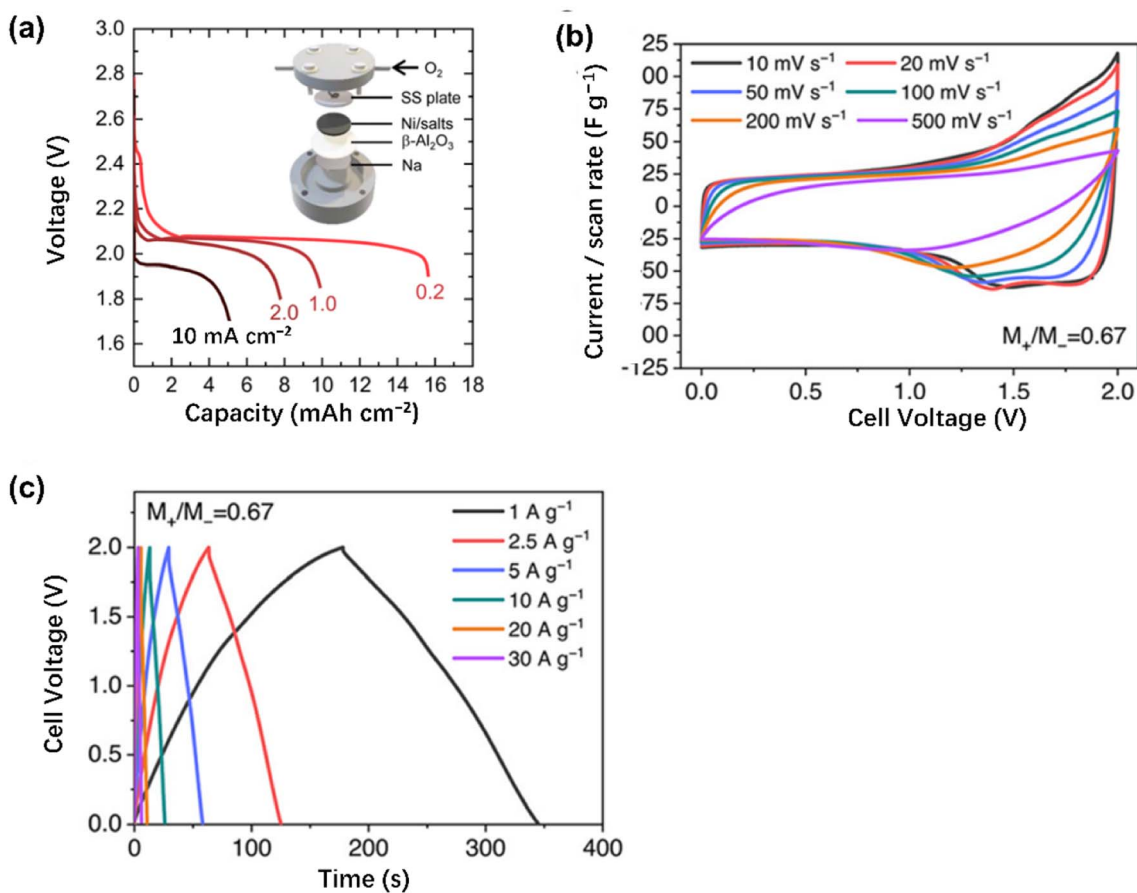 (a)
3.0
2.8
2.6
2.4
2.2
2.0
1.8
1.6
Voltage (V)
O₂
SS plate
Ni/salts
β-Al₂O₃
Na
0.2
1.0
2.0
10 mA cm⁻²
0 2 4 6 8 10 12 14 16 18
Capacity (mAh cm⁻²)
(b)
25
00
75
50
25
0
-25
-50
-75
00
-125
Current / scan rate (F g⁻¹)
10 mV s⁻¹ 20 mV s⁻¹
50 mV s⁻¹ 100 mV s⁻¹
200 mV s⁻¹ 500 mV s⁻¹
M₊/M₋=0.67
0.0 0.5 1.0 1.5 2.0
Cell Voltage (V)
(c)
M₊/M₋=0.67
2.0
1.5
1.0
0.5
0.0
Cell Voltage (V)
1 A g⁻¹
2.5 A g⁻¹
5 A g⁻¹
10 A g⁻¹
20 A g⁻¹
30 A g⁻¹
0 100 200 300 400
Time (s)